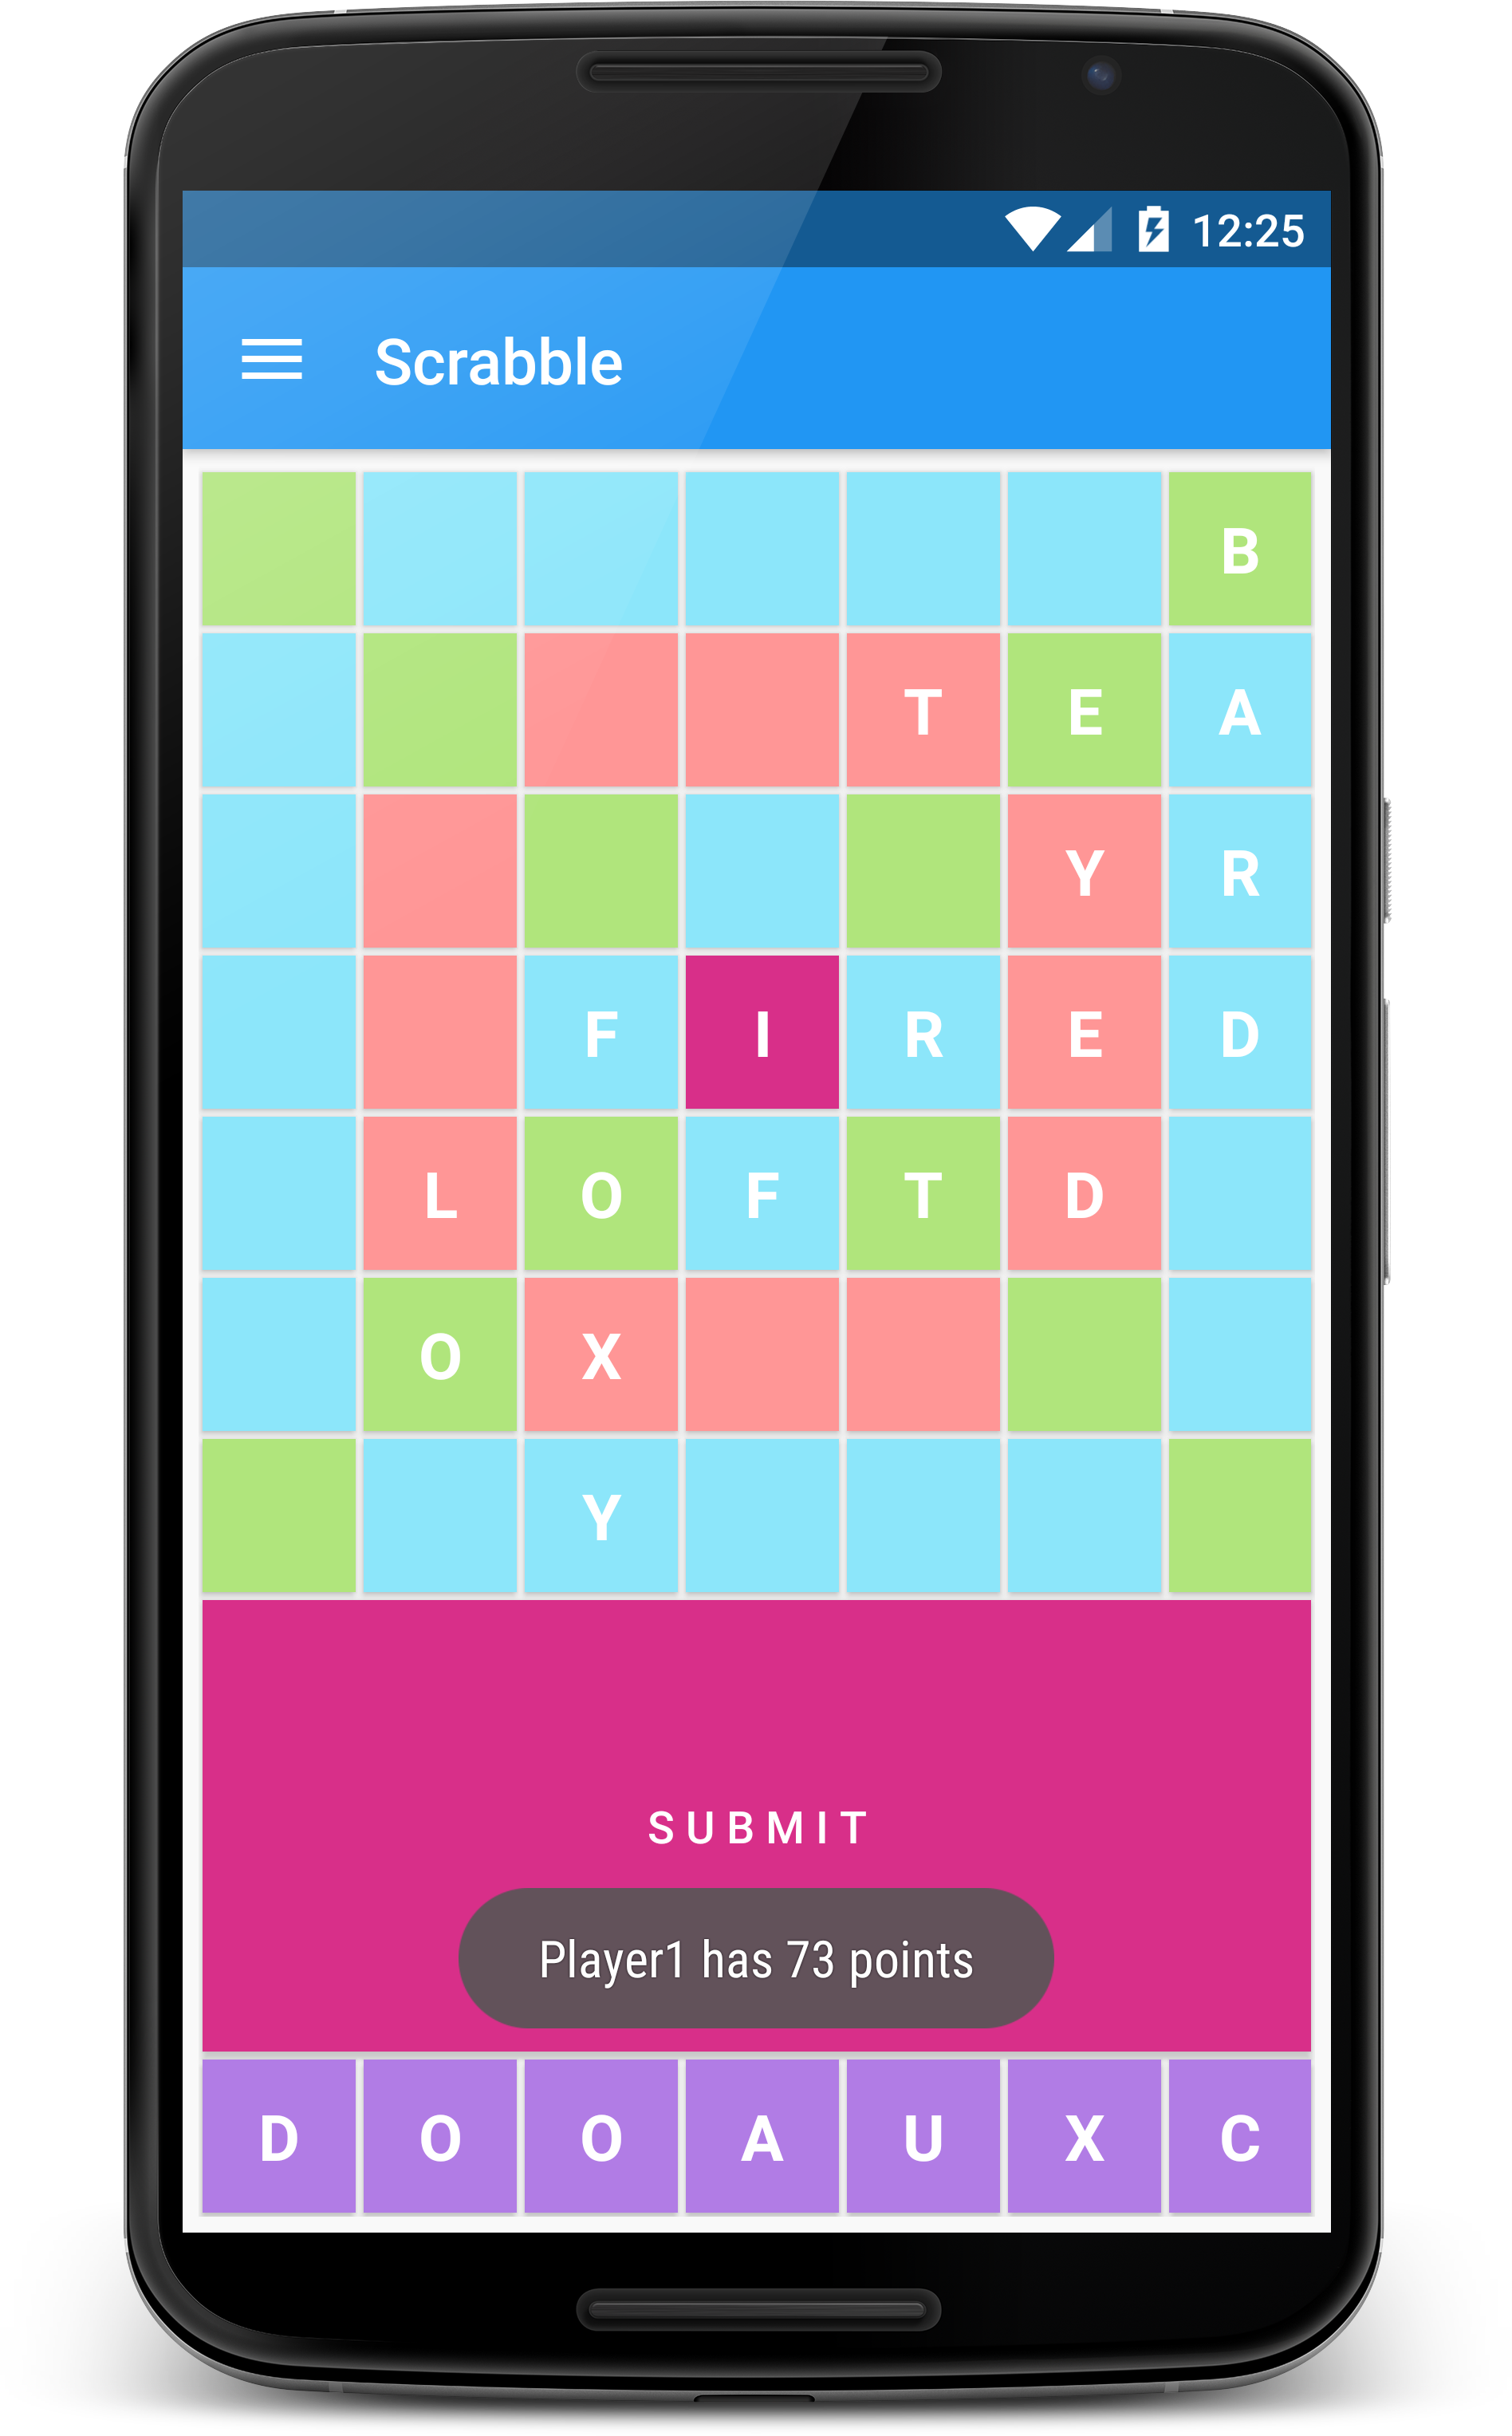 12:25
Scrabble
B
T E A
Y R
F I R E D
L O F T D
O X
Y
SUBMIT
Player1 has 73 points
D O O A U X C